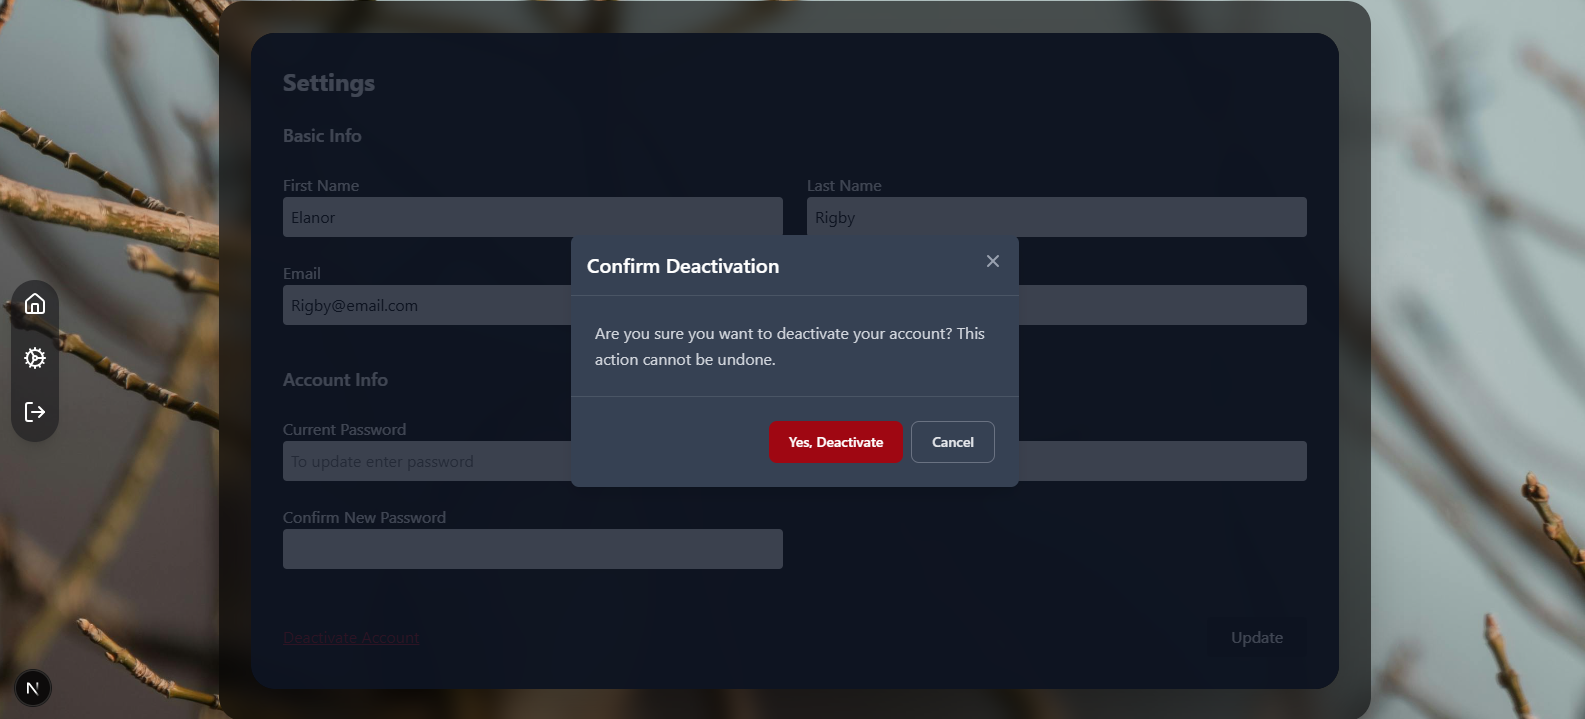 Settings
Basic Info
First Name
Last Name
Elanor
Rigby
Confirm Deactivation
Email
Rigby@email.com
Are you sure you want to deactivate your account? This
action cannot be undone.
Account Info
Current Password
To update enter password
Yes, Deactivate
Cancel
Confirm New Password
Deactivate Account
Update
N